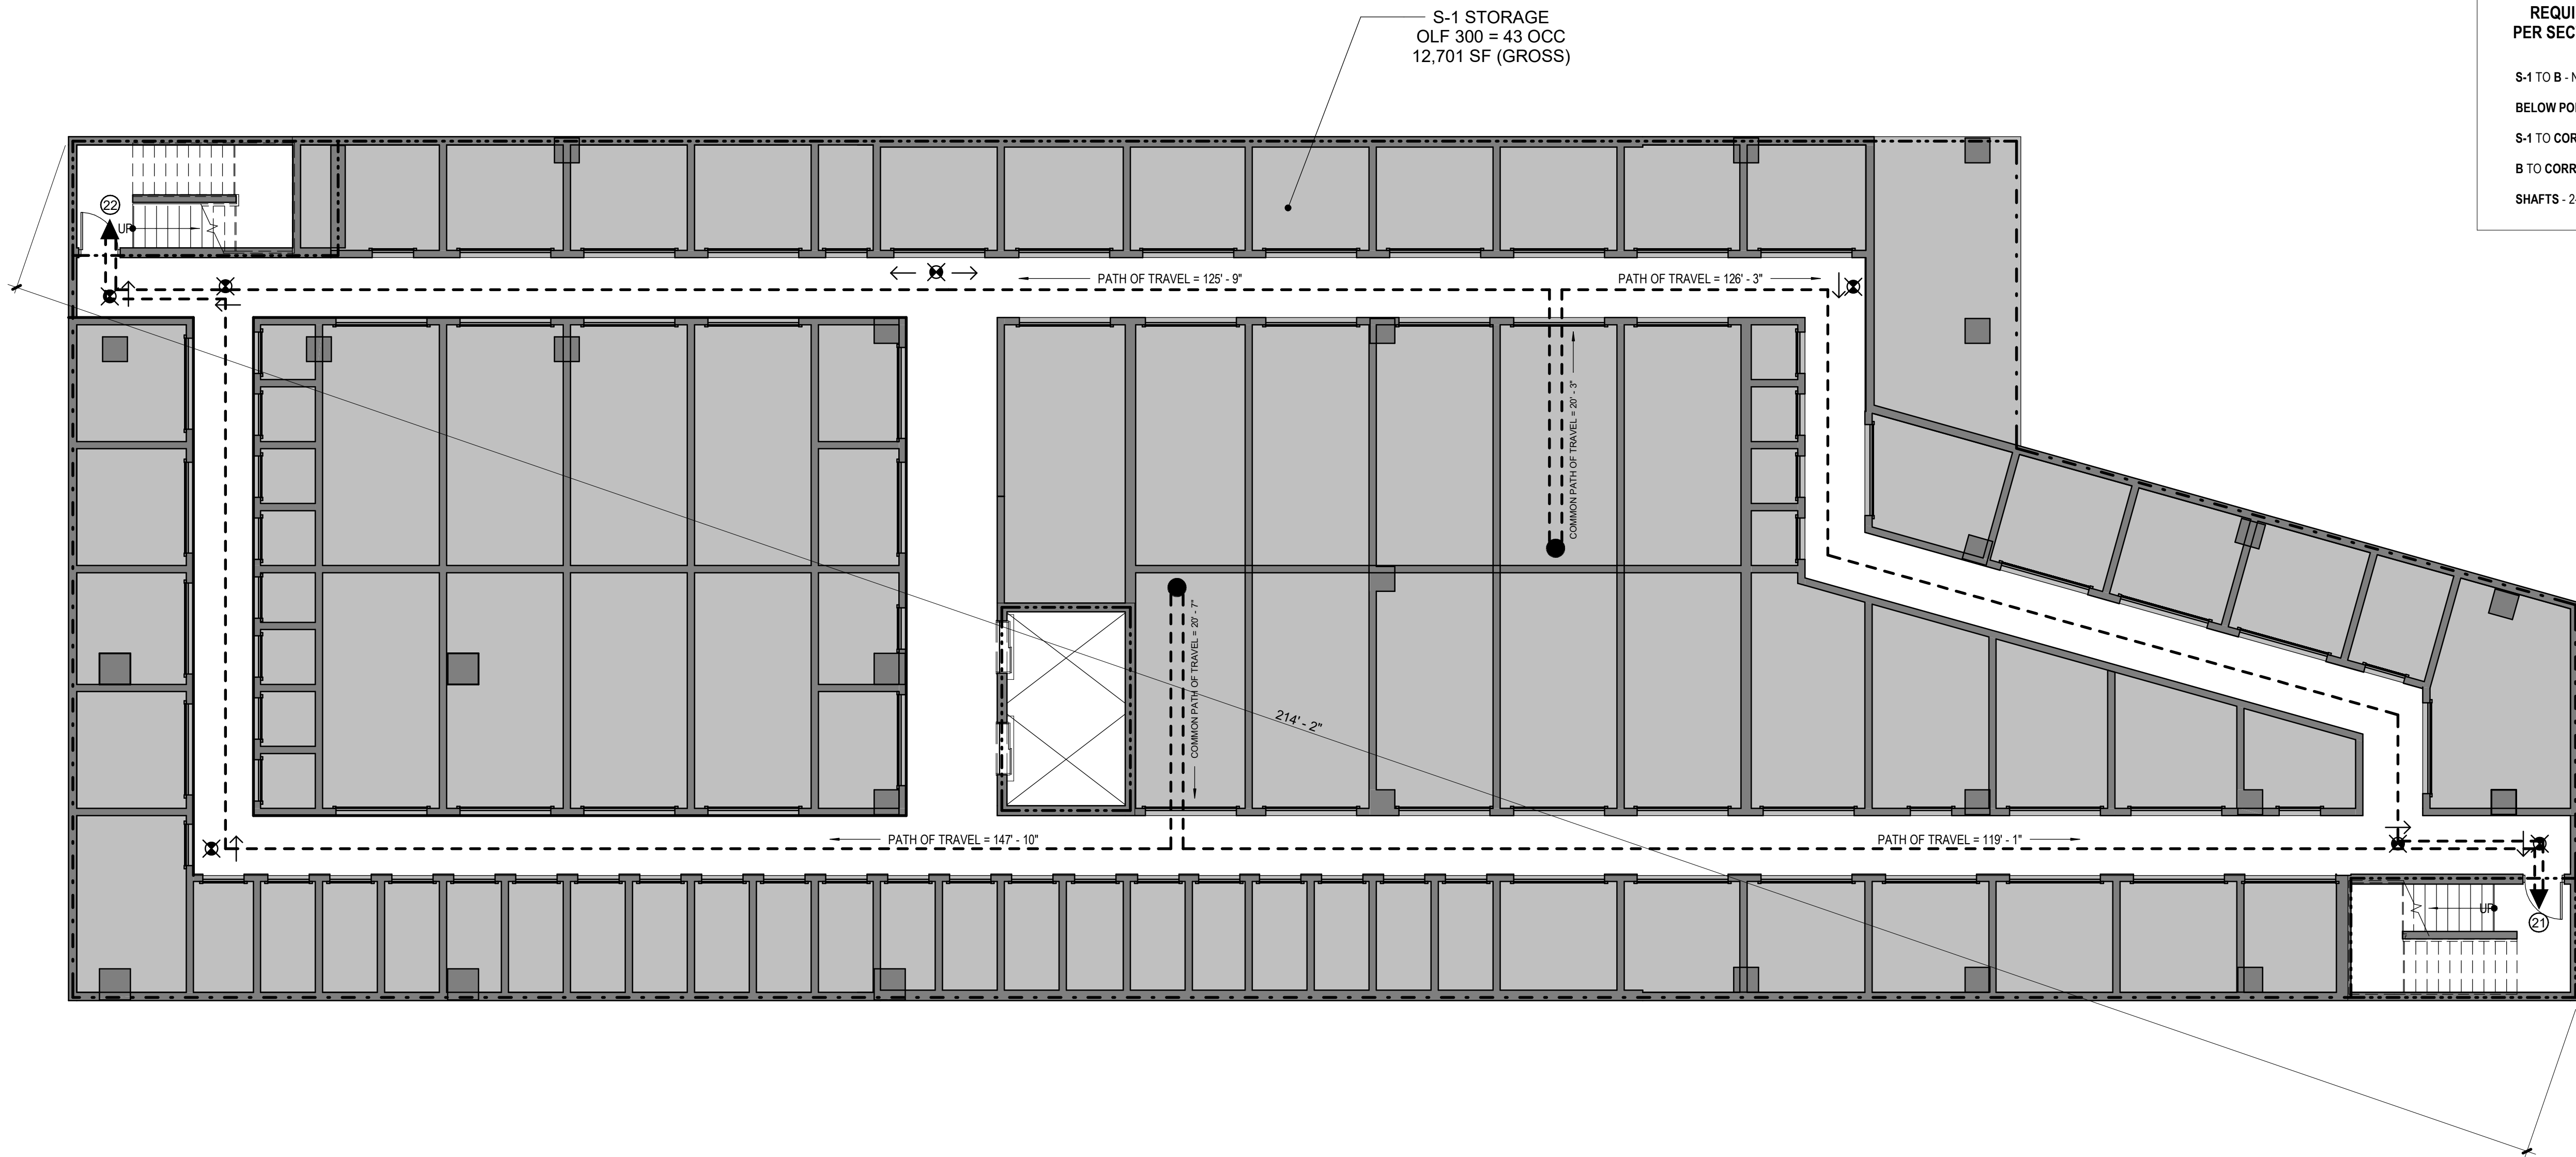 S-1 STORAGE
OLF 300 = 43 OCC
12,701 SF (GROSS)
REQUI
PER SEC
S-1 TO B - N
BELOW PO
S-1 TO COR
B TO CORR
SHAFTS - 2
22
UP
PATH OF TRAVEL = 125' - 9"
PATH OF TRAVEL = 126' - 3"
COMMON PATH OF TRAVEL = 20' - 3"
COMMON PATH OF TRAVEL = 20' - 7"
214' - 2"
PATH OF TRAVEL = 147' - 10"
PATH OF TRAVEL = 119' - 1"
UP
21